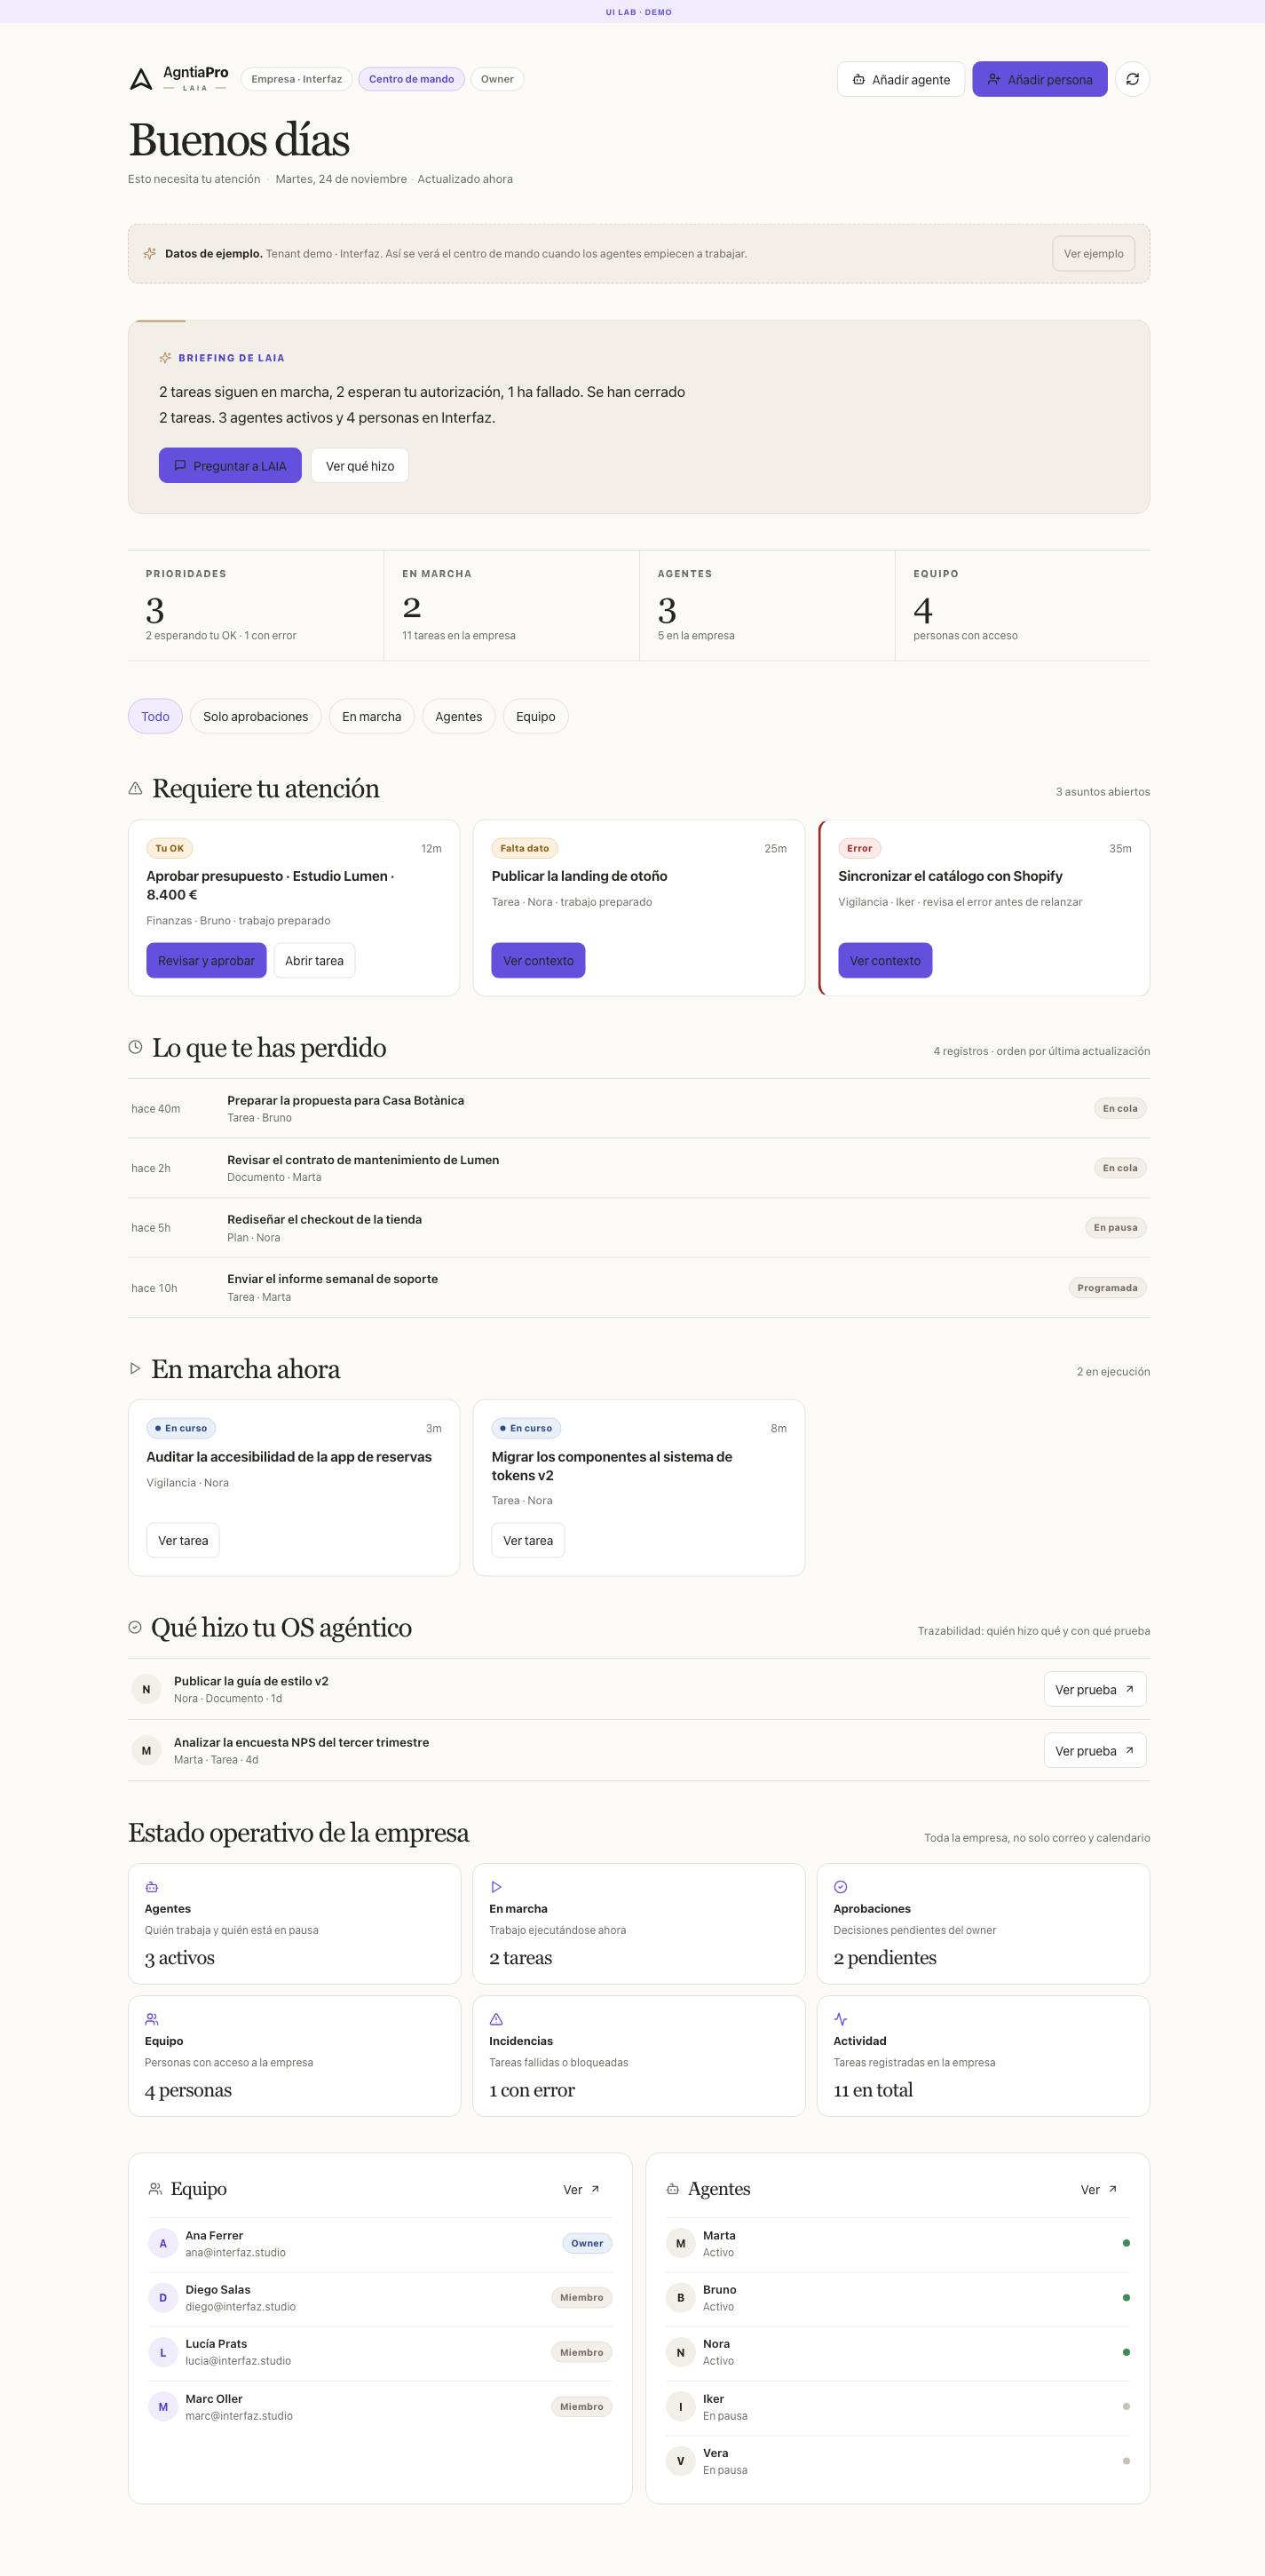 UI LAB · DEMO
AgntiaPro
LAIA
Empresa · Interfaz
Centro de mando
Owner
Añadir agente
Añadir persona
Buenos días
Esto necesita tu atención · Martes, 24 de noviembre · Actualizado ahora
Datos de ejemplo. Tenant demo · Interfaz. Así se verá el centro de mando cuando los agentes empiecen a trabajar.
Ver ejemplo
BRIEFING DE LAIA
2 tareas siguen en marcha, 2 esperan tu autorización, 1 ha fallado. Se han cerrado
2 tareas. 3 agentes activos y 4 personas en Interfaz.
Preguntar a LAIA
Ver qué hizo
PRIORIDADES
3
2 esperando tu OK · 1 con error
EN MARCHA
2
11 tareas en la empresa
AGENTES
3
5 en la empresa
EQUIPO
4
personas con acceso
Todo
Solo aprobaciones
En marcha
Agentes
Equipo
Requiere tu atención
3 asuntos abiertos
Tu OK
12m
Aprobar presupuesto · Estudio Lumen ·
8.400 €
Finanzas · Bruno · trabajo preparado
Revisar y aprobar
Abrir tarea
Falta dato
25m
Publicar la landing de otoño
Tarea · Nora · trabajo preparado
Ver contexto
Error
35m
Sincronizar el catálogo con Shopify
Vigilancia · Iker · revisa el error antes de relanzar
Ver contexto
Lo que te has perdido
4 registros · orden por última actualización
hace 40m
Preparar la propuesta para Casa Botànica
Tarea · Bruno
En cola
hace 2h
Revisar el contrato de mantenimiento de Lumen
Documento · Marta
En cola
hace 5h
Rediseñar el checkout de la tienda
Plan · Nora
En pausa
hace 10h
Enviar el informe semanal de soporte
Tarea · Marta
Programada
En marcha ahora
2 en ejecución
En curso
3m
Auditar la accesibilidad de la app de reservas
Vigilancia · Nora
Ver tarea
En curso
8m
Migrar los componentes al sistema de
tokens v2
Tarea · Nora
Ver tarea
Qué hizo tu OS agéntico
Trazabilidad: quién hizo qué y con qué prueba
N
Publicar la guía de estilo v2
Nora · Documento · 1d
Ver prueba
M
Analizar la encuesta NPS del tercer trimestre
Marta · Tarea · 4d
Ver prueba
Estado operativo de la empresa
Toda la empresa, no solo correo y calendario
Agentes
Quién trabaja y quién está en pausa
3 activos
En marcha
Trabajo ejecutándose ahora
2 tareas
Aprobaciones
Decisiones pendientes del owner
2 pendientes
Equipo
Personas con acceso a la empresa
4 personas
Incidencias
Tareas fallidas o bloqueadas
1 con error
Actividad
Tareas registradas en la empresa
11 en total
Equipo
Ver
A
Ana Ferrer
ana@interfaz.studio
Owner
D
Diego Salas
diego@interfaz.studio
Miembro
L
Lucía Prats
lucia@interfaz.studio
Miembro
M
Marc Oller
marc@interfaz.studio
Miembro
Agentes
Ver
M
Marta
Activo
B
Bruno
Activo
N
Nora
Activo
I
Iker
En pausa
V
Vera
En pausa